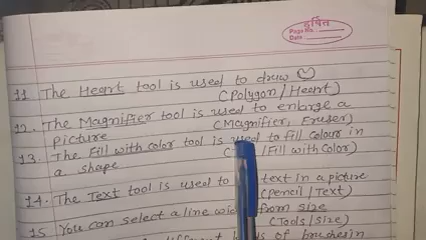 हर्षित
Page No.:
Date:
11. The Heart tool is used to draw
(Polygon/Heart)
12. The Magnifier tool is used to enlarge a
picture (Magnifier, Eruser)
13. The Fill with color tool is used to fill colour in
a shape ( /Fill with Color)
14. The Text tool is used to text in a picture
(pencil/Text)
15 You can select a line from size
(Tools/size)
of brushes in